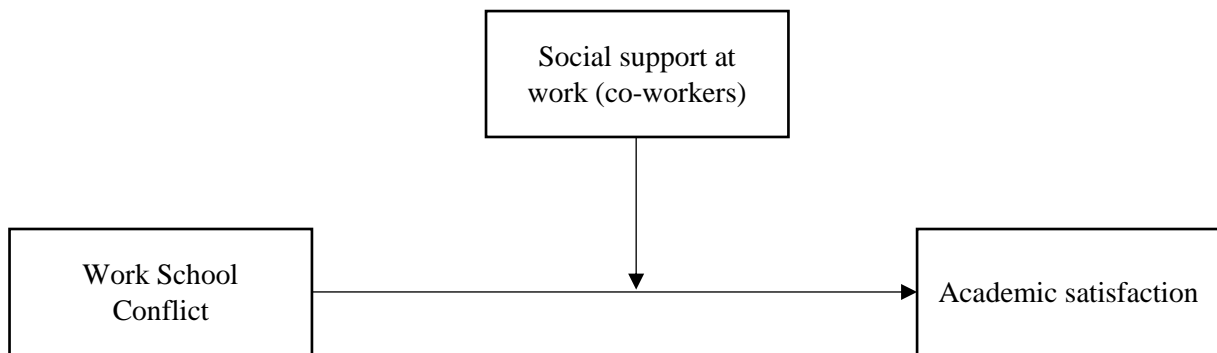 Social support at
work (co-workers)
Work School
Conflict
Academic satisfaction